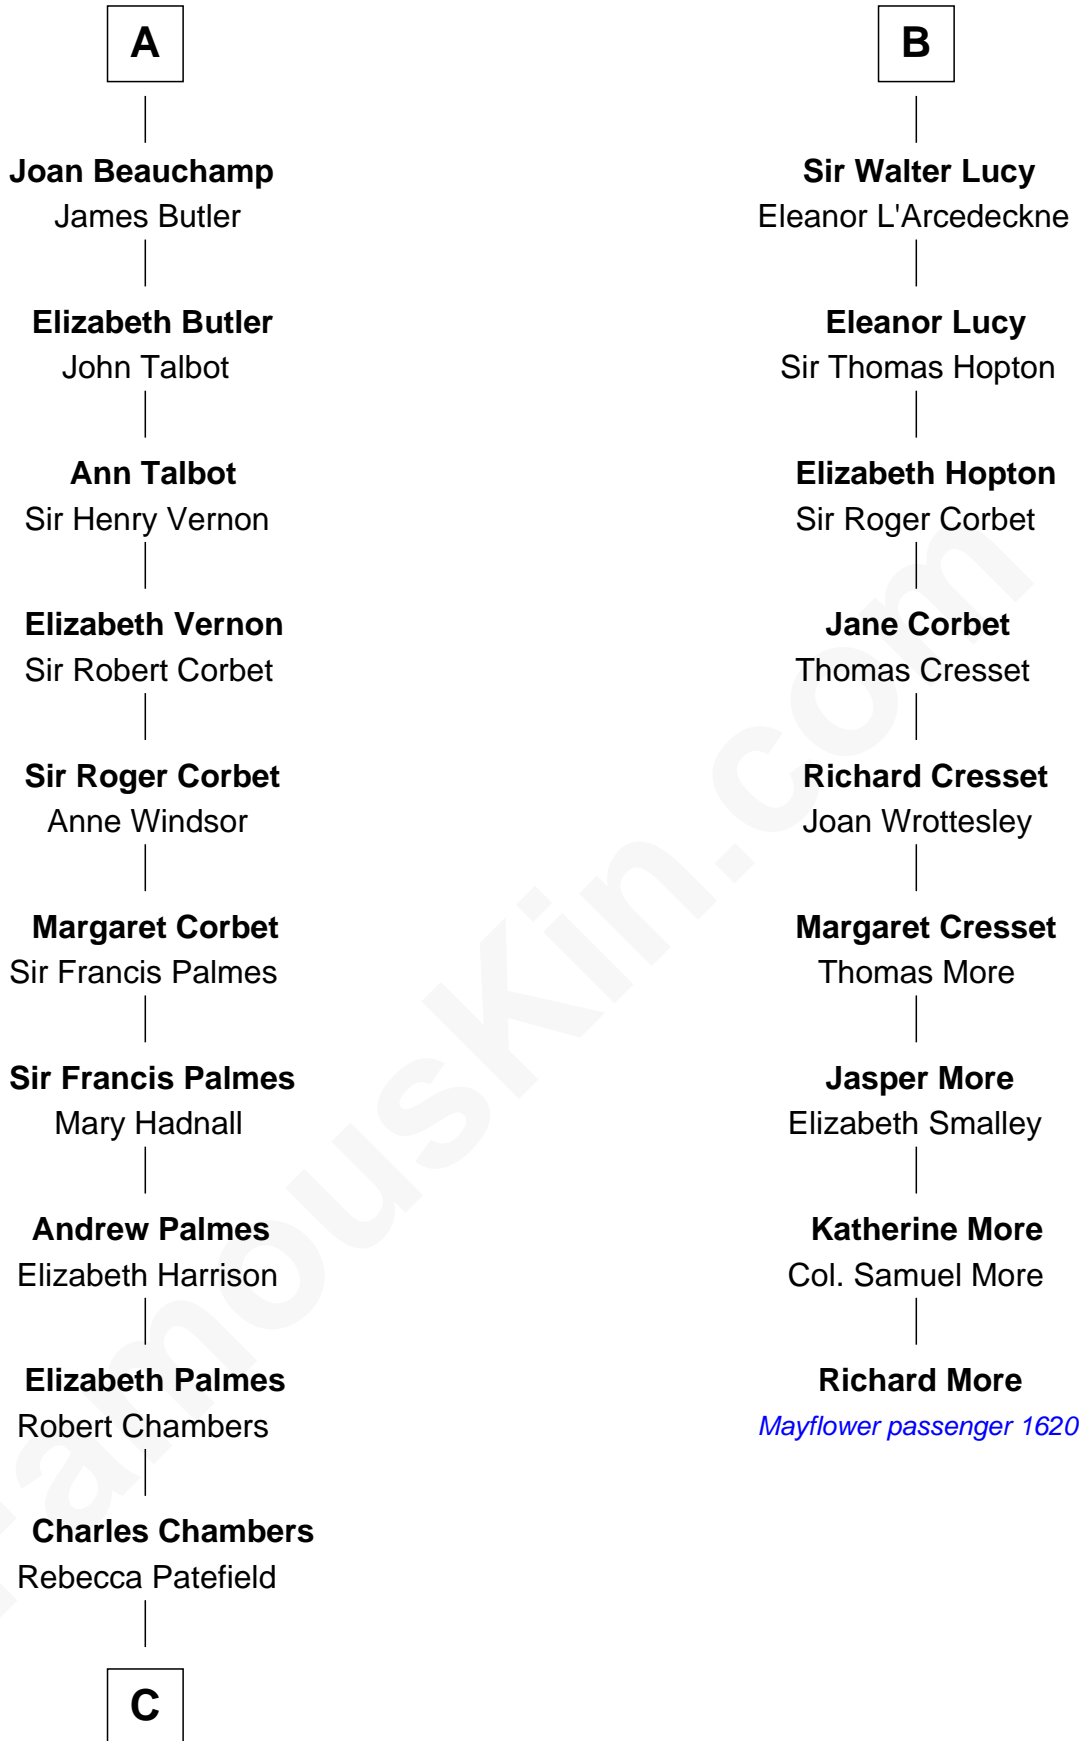 A
Joan Beauchamp
James Butler
Elizabeth Butler
John Talbot
Ann Talbot
Sir Henry Vernon
Elizabeth Vernon
Sir Robert Corbet
Sir Roger Corbet
Anne Windsor
Margaret Corbet
Sir Francis Palmes
Sir Francis Palmes
Mary Hadnall
Andrew Palmes
Elizabeth Harrison
Elizabeth Palmes
Robert Chambers
Charles Chambers
Rebecca Patefield
C
B
Sir Walter Lucy
Eleanor L'Arcedeckne
Eleanor Lucy
Sir Thomas Hopton
Elizabeth Hopton
Sir Roger Corbet
Jane Corbet
Thomas Cresset
Richard Cresset
Joan Wrottesley
Margaret Cresset
Thomas More
Jasper More
Elizabeth Smalley
Katherine More
Col. Samuel More
Richard More
Mayflower passenger 1620
FamousKin.com